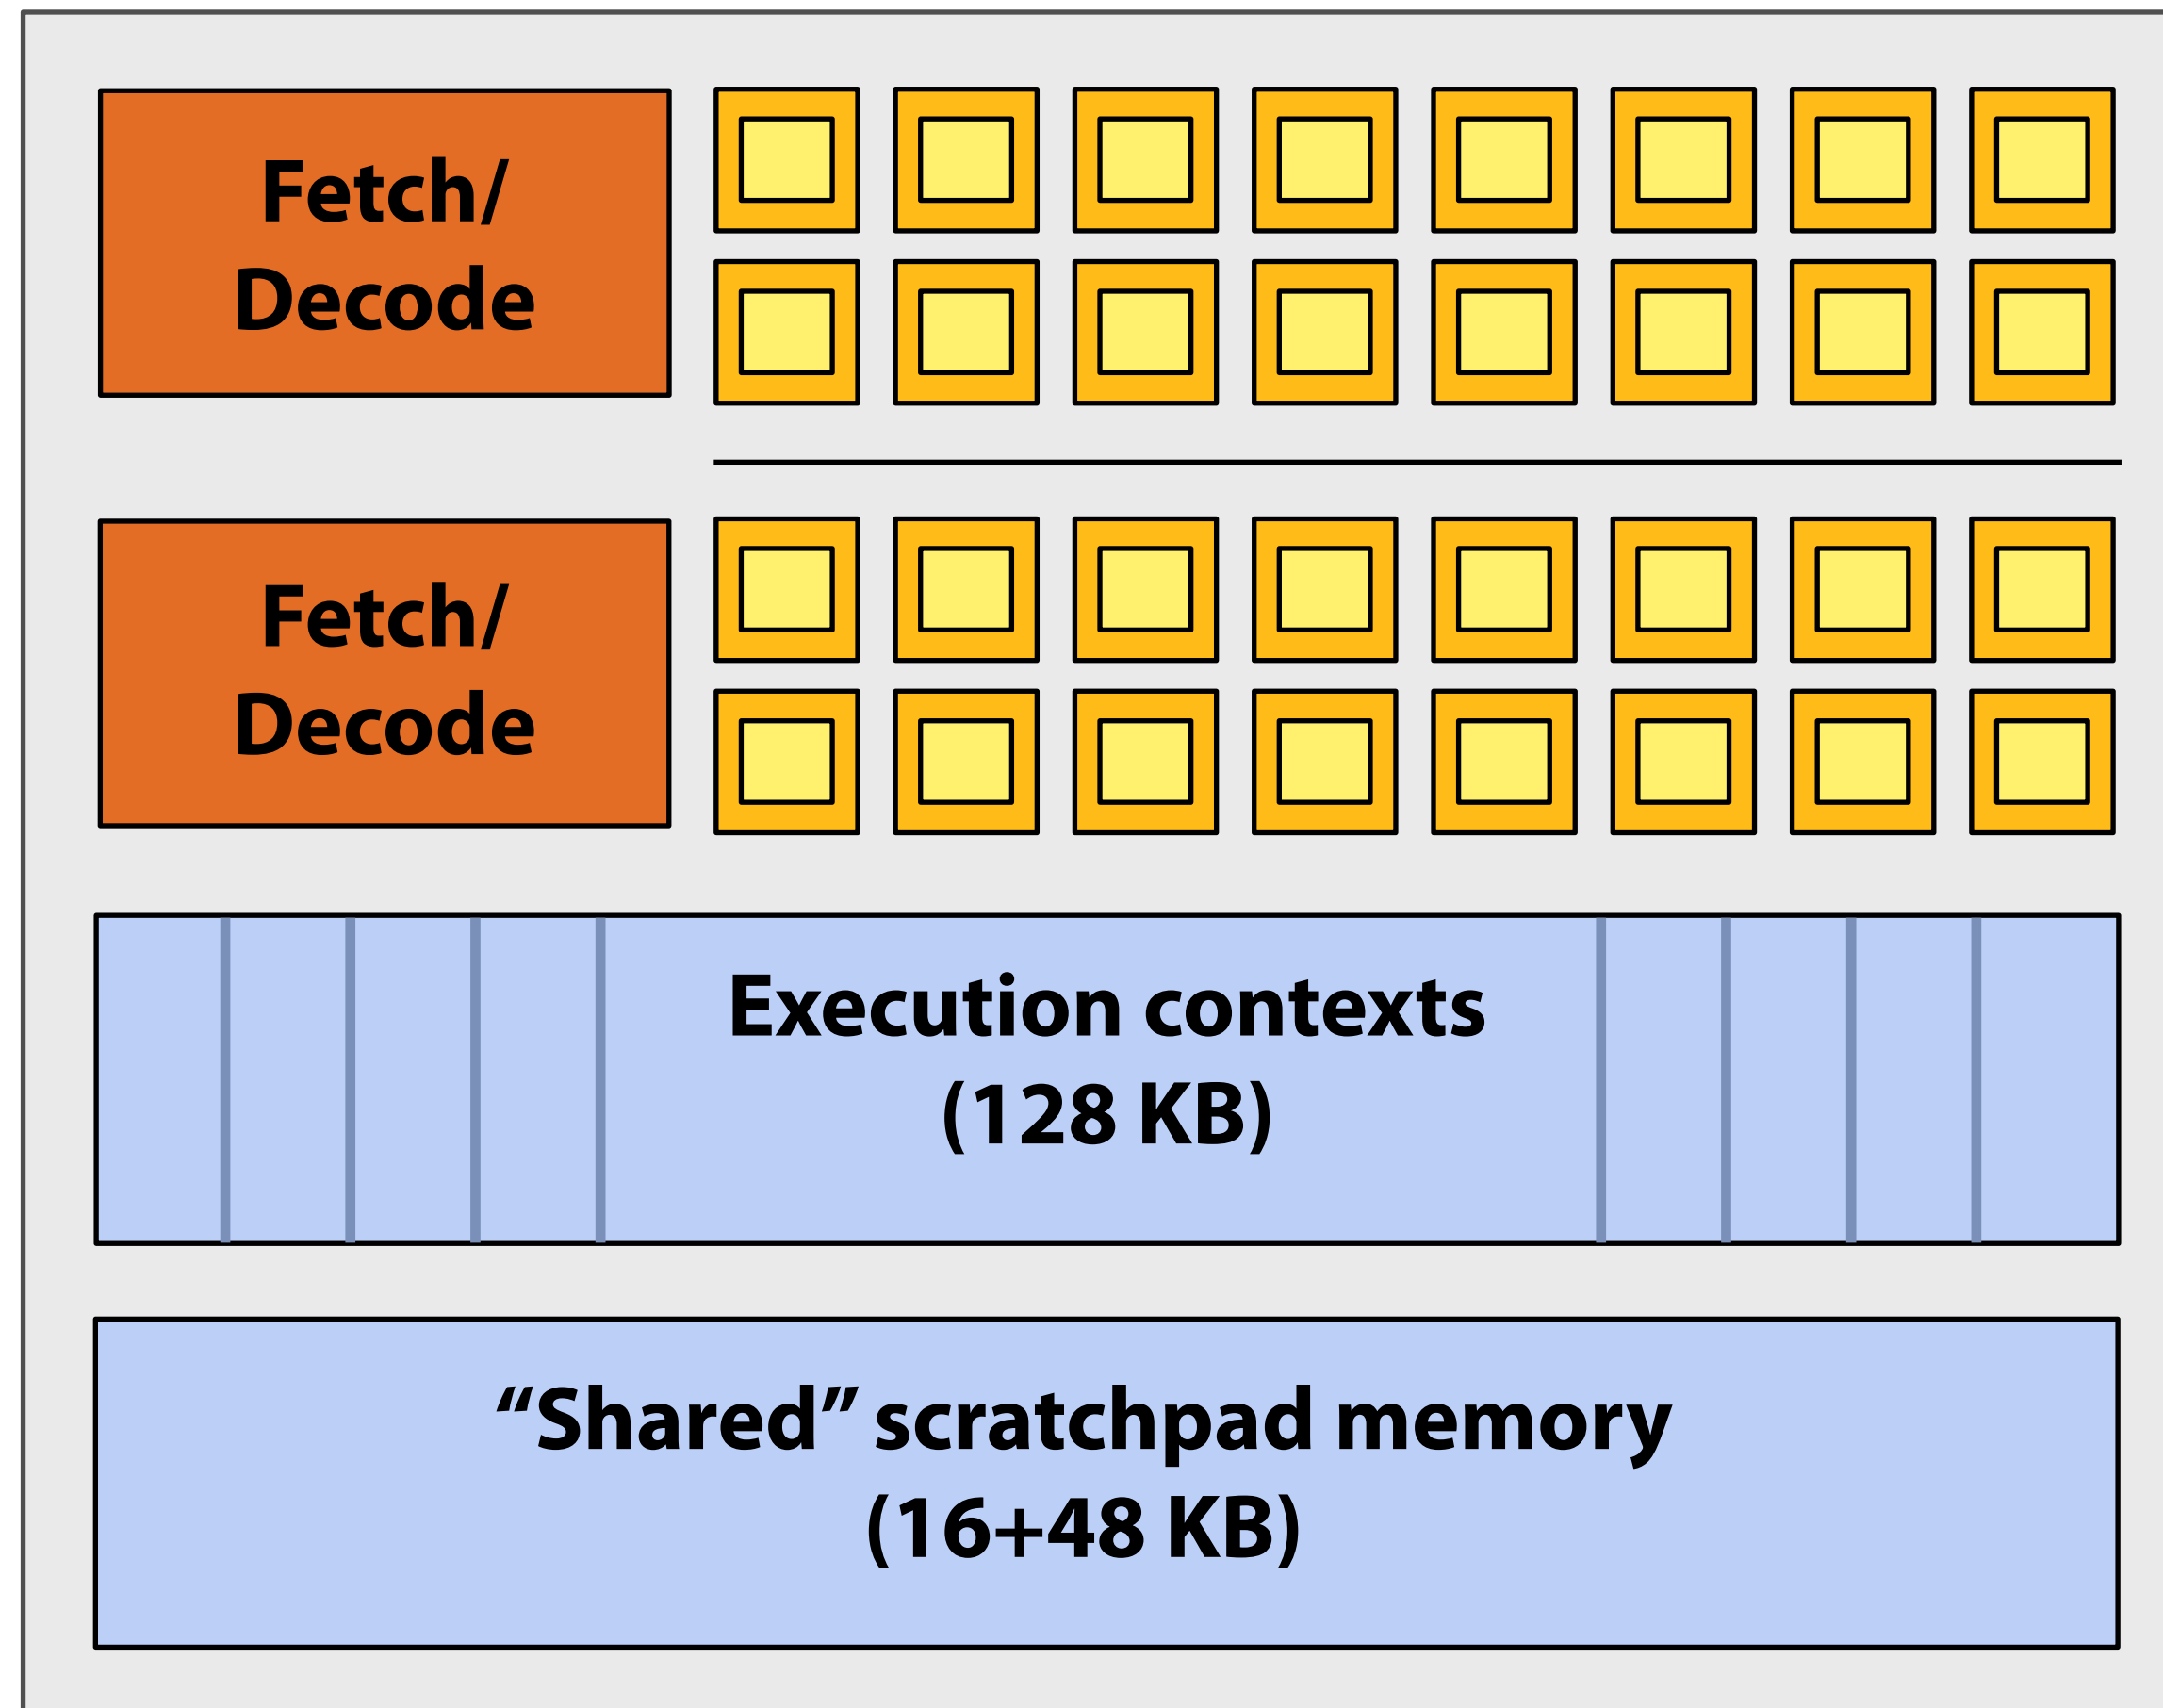 Fetch/
Decode
Fetch/
Decode
Execution contexts
(128 KB)
“Shared” scratchpad memory
(16+48 KB)